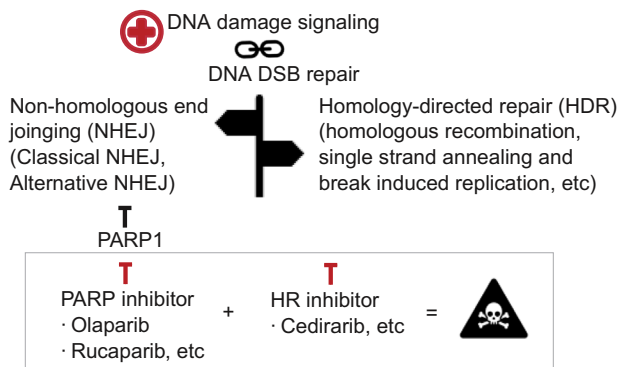 DNA damage signaling
DNA DSB repair
Non-homologous end
joinging (NHEJ)
(Classical NHEJ,
Alternative NHEJ)
Homology-directed repair (HDR)
(homologous recombination,
single strand annealing and
break induced replication, etc)
PARP1
PARP inhibitor
· Olaparib
· Rucaparib, etc
+
HR inhibitor
· Cedirarib, etc
=